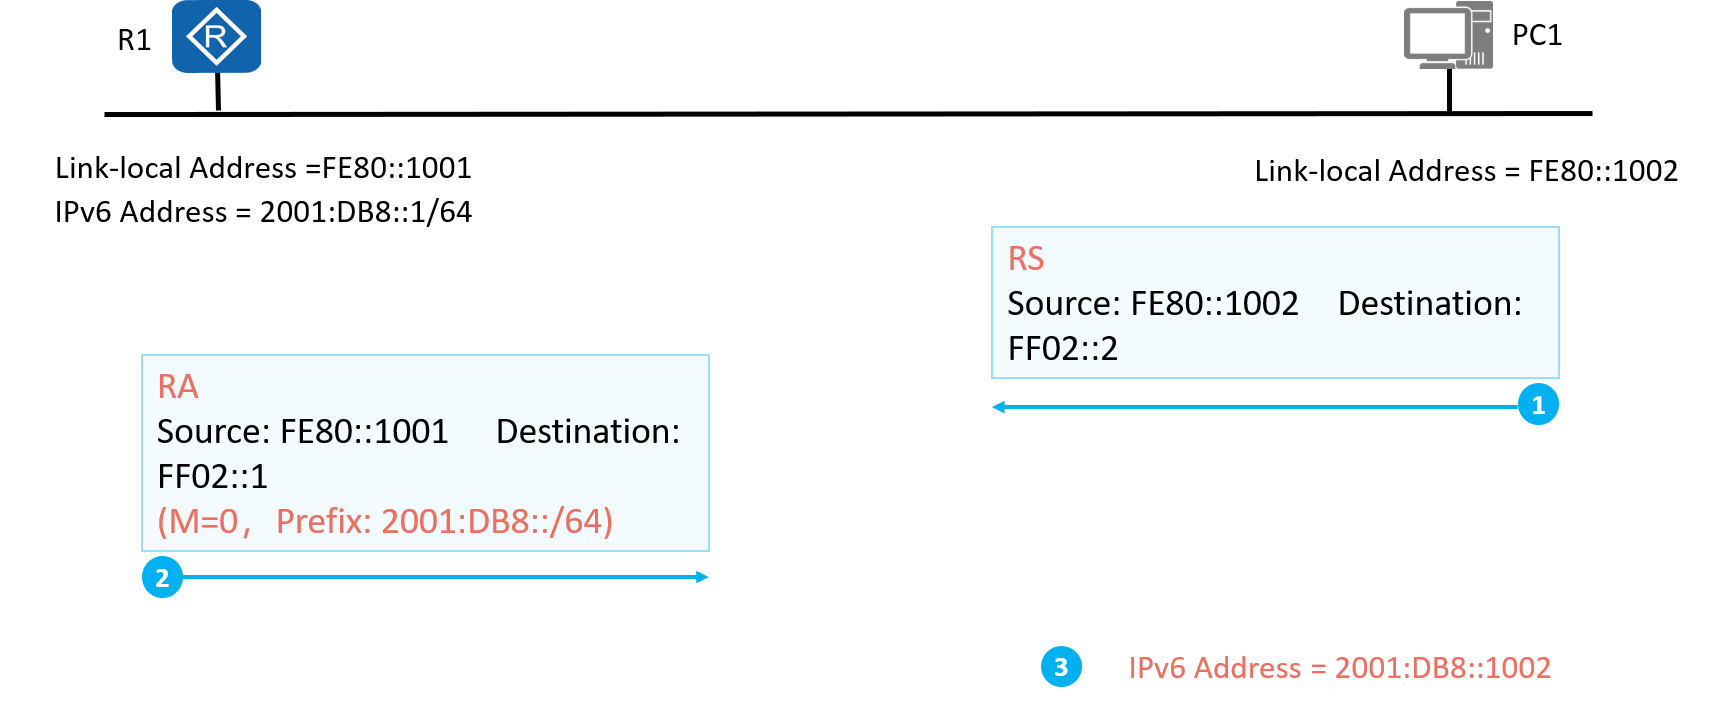 R1
R
PC1
Link-local Address =FE80::1001
IPv6 Address = 2001:DB8::1/64
Link-local Address = FE80::1002
RS
Source: FE80::1002 Destination:
FF02::2
1
RA
Source: FE80::1001 Destination:
FF02::1
(M=0，Prefix: 2001:DB8::/64)
2
3
IPv6 Address = 2001:DB8::1002